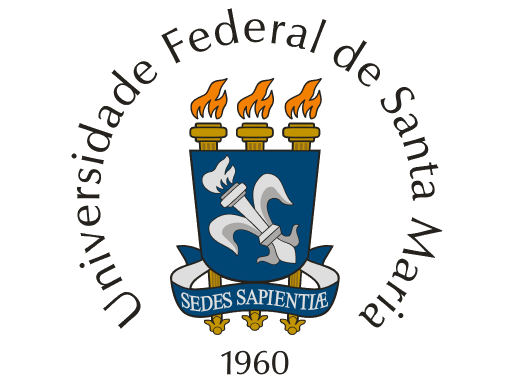 Universidade Federal de Santa Maria
SEDES SAPIENTIÆ
1960